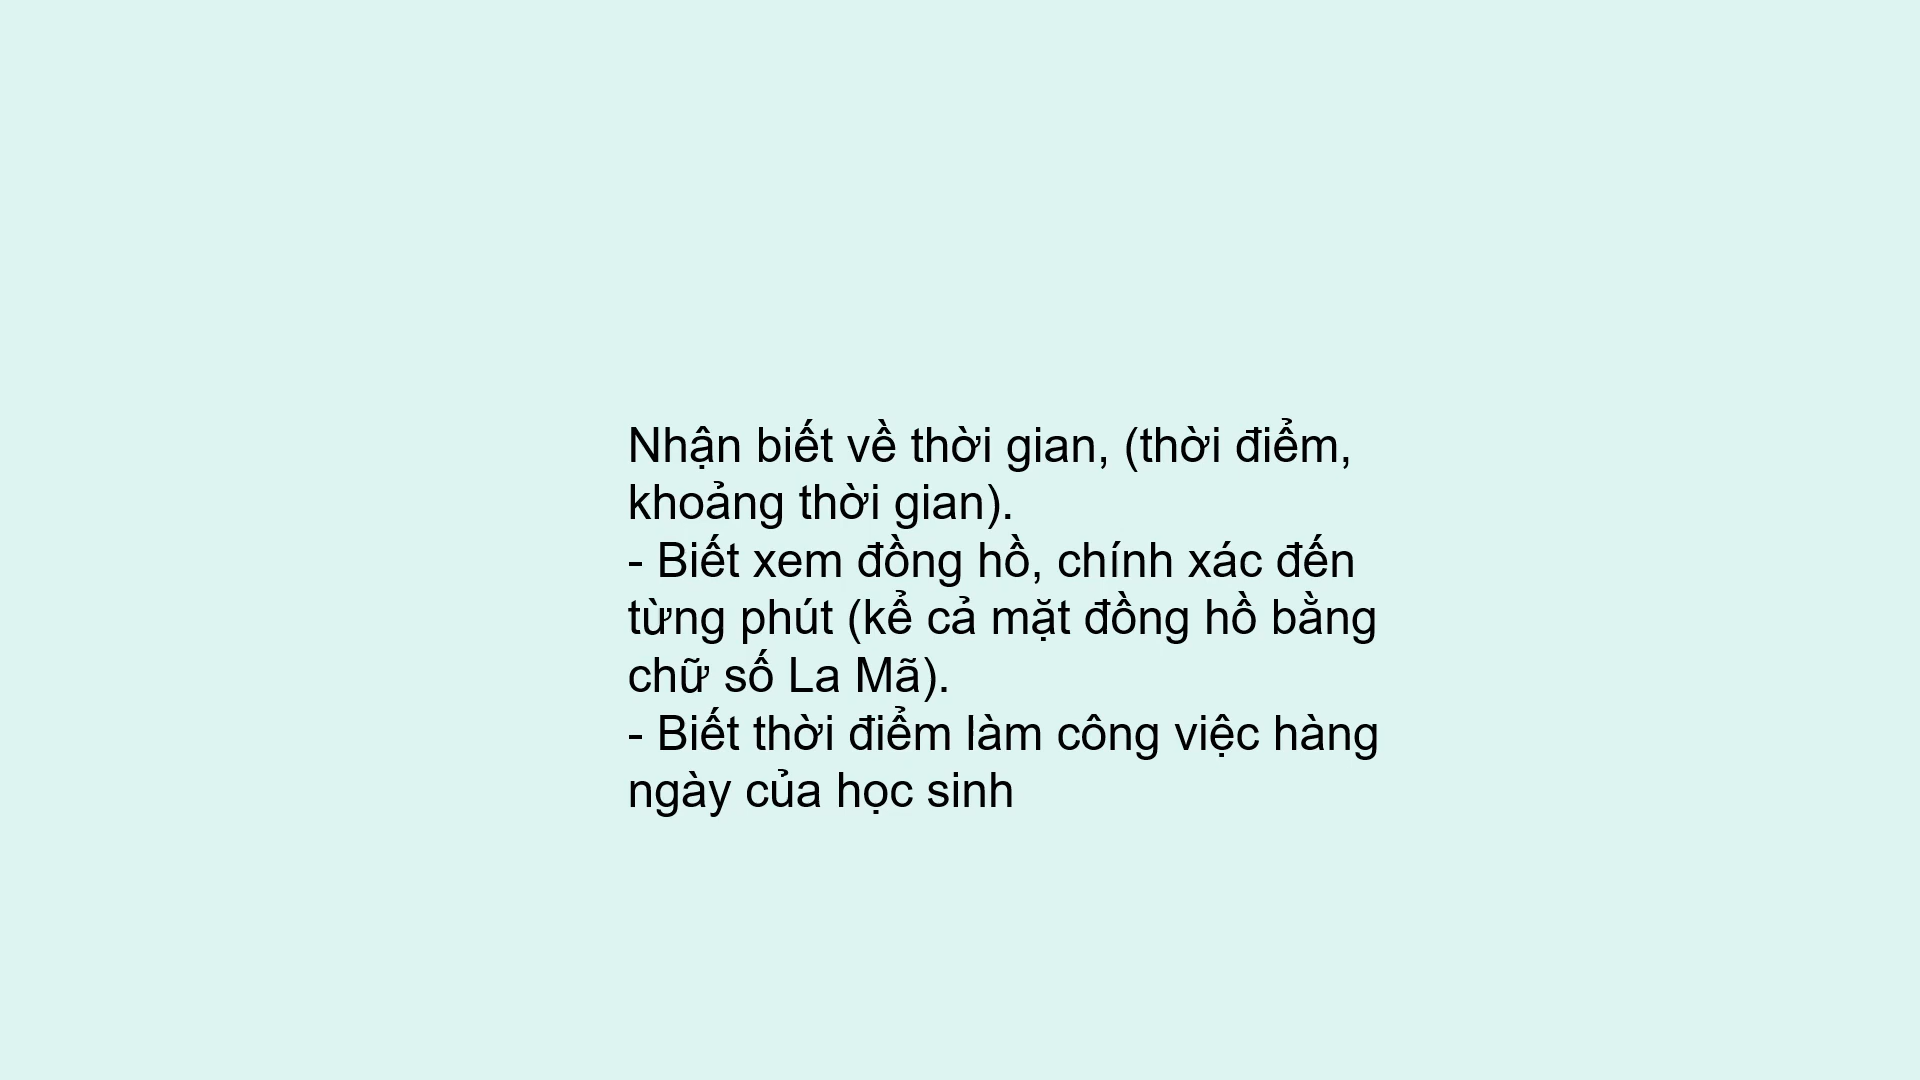 Nhận biết về thời gian, (thời điểm,
khoảng thời gian).
- Biết xem đồng hồ, chính xác đến
từng phút (kể cả mặt đồng hồ bằng
chữ số La Mã).
- Biết thời điểm làm công việc hàng
ngày của học sinh